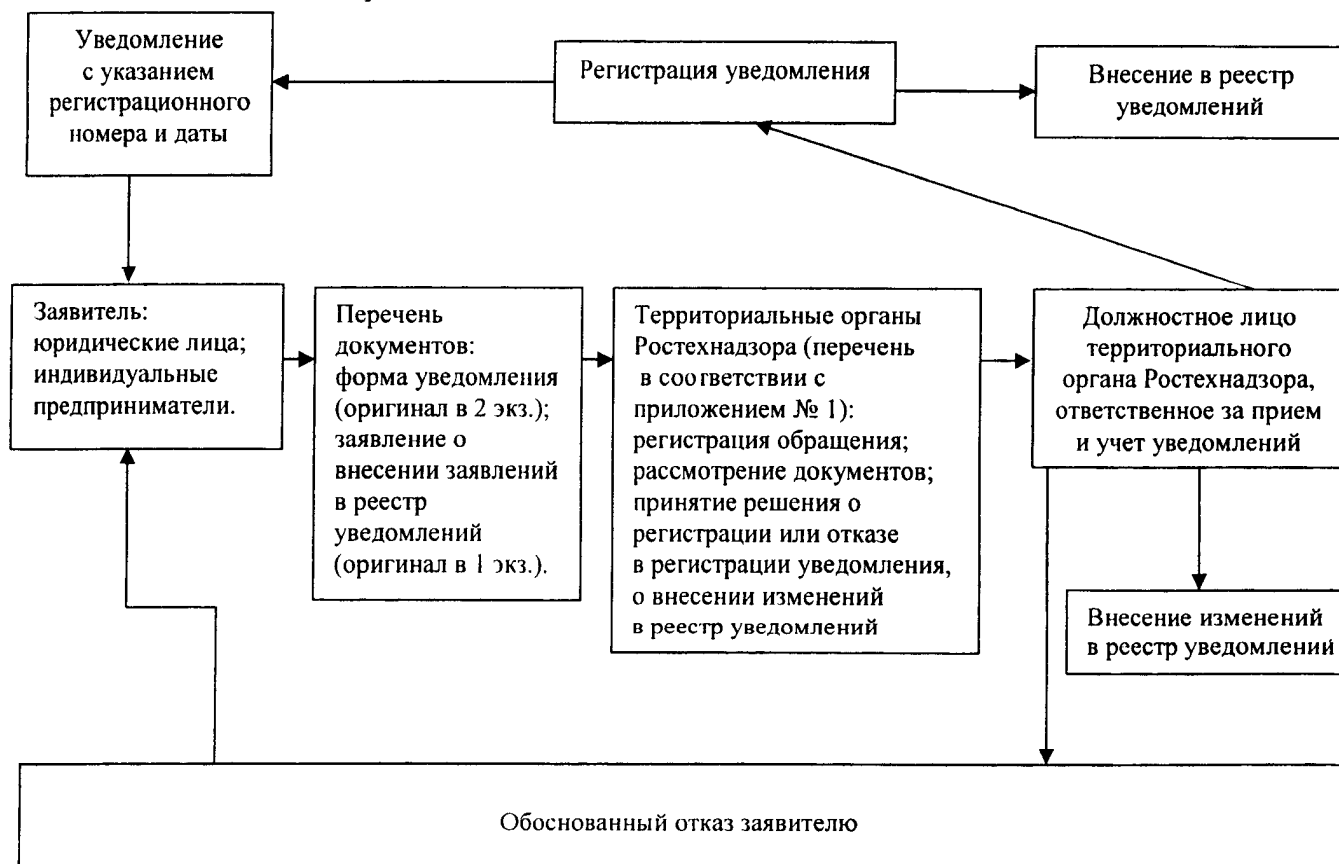 Уведомление
с указанием
регистрационного
номера и даты
Регистрация уведомления
Внесение в реестр
уведомлений
Заявитель:
юридические лица;
индивидуальные
предприниматели.
Перечень
документов:
форма уведомления
(оригинал в 2 экз.);
заявление о
внесении заявлений
в реестр
уведомлений
(оригинал в 1 экз.).
Территориальные органы
Ростехнадзора (перечень
в соответствии с
приложением № 1):
регистрация обращения;
рассмотрение документов;
принятие решения о
регистрации или отказе
в регистрации уведомления,
о внесении изменений
в реестр уведомлений
Должностное лицо
территориального
органа Ростехнадзора,
ответственное за прием
и учет уведомлений
Внесение изменений
в реестр уведомлений
Обоснованный отказ заявителю